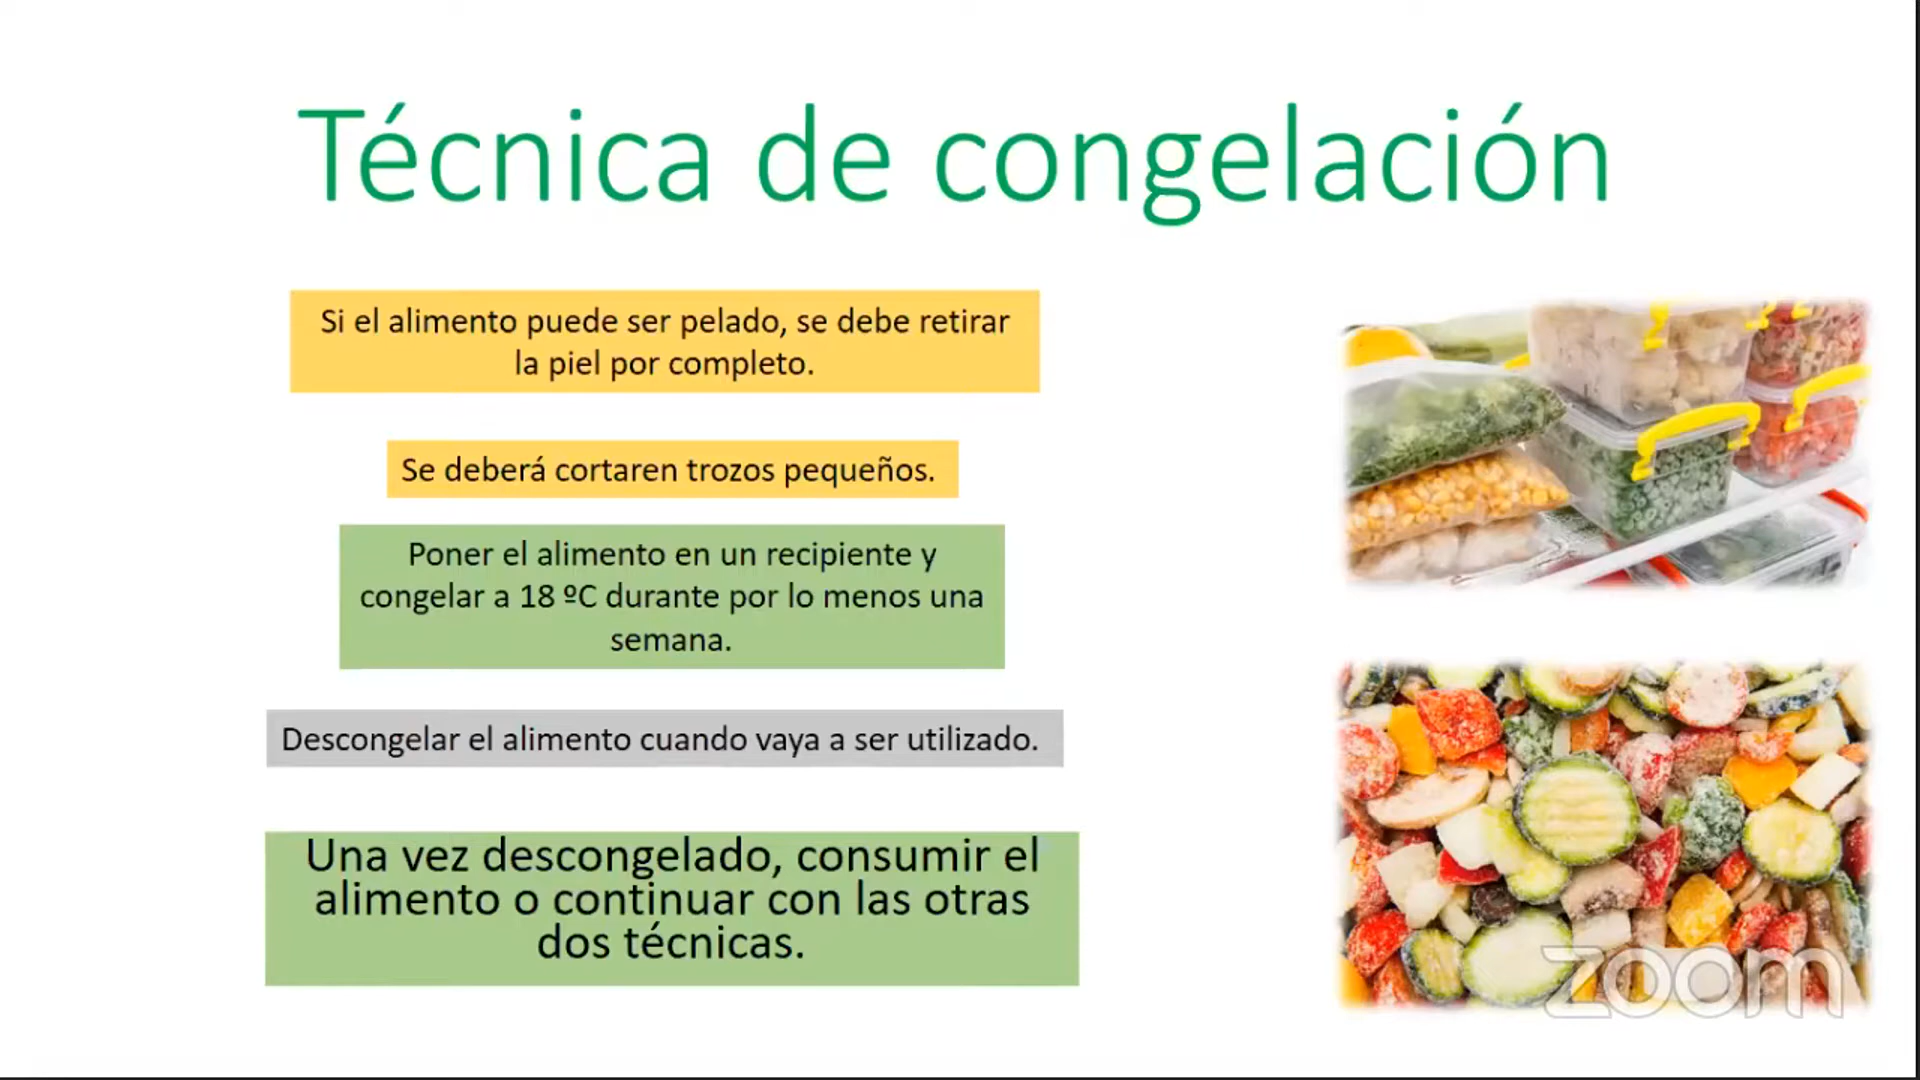 Técnica de congelación
Si el alimento puede ser pelado, se debe retirar
la piel por completo.
Se deberá cortaren trozos pequeños.
Poner el alimento en un recipiente y
congelar a 18 ºC durante por lo menos una
semana.
Descongelar el alimento cuando vaya a ser utilizado.
Una vez descongelado, consumir el
alimento o continuar con las otras
dos técnicas.
zoom